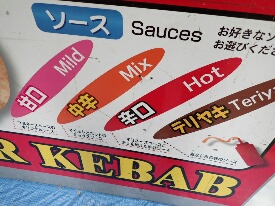 ソース Sauces
お好きなソ
お選びくださ
甘口 Mild
中辛 Mix
辛口 Hot
テリヤキ Teriy
R KEBAB